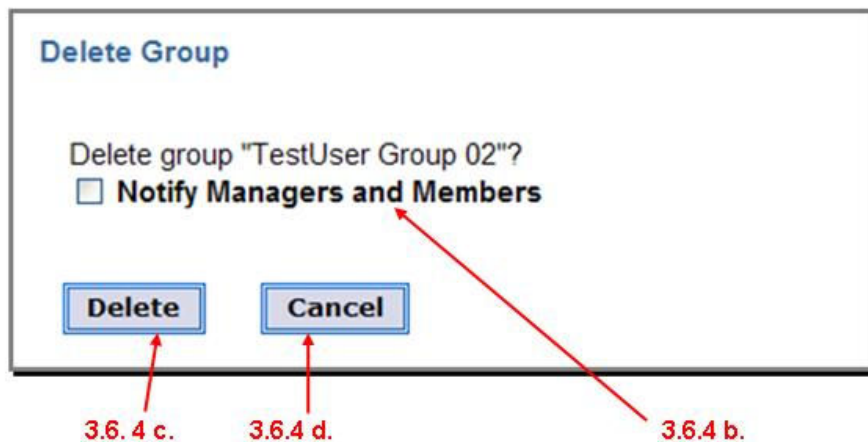 Delete Group
Delete group "TestUser Group 02"?
Notify Managers and Members
Delete Cancel
3.6. 4 c. 3.6.4 d. 3.6.4 b.